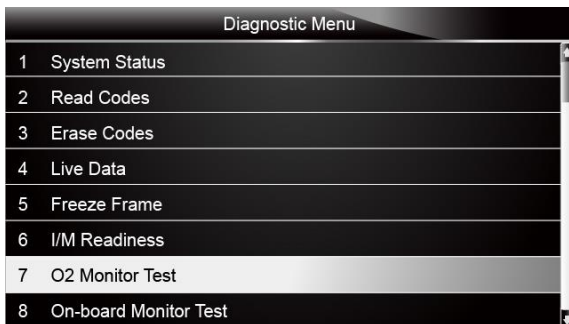 Diagnostic Menu
1 System Status
2 Read Codes
3 Erase Codes
4 Live Data
5 Freeze Frame
6 I/M Readiness
7 O2 Monitor Test
8 On-board Monitor Test